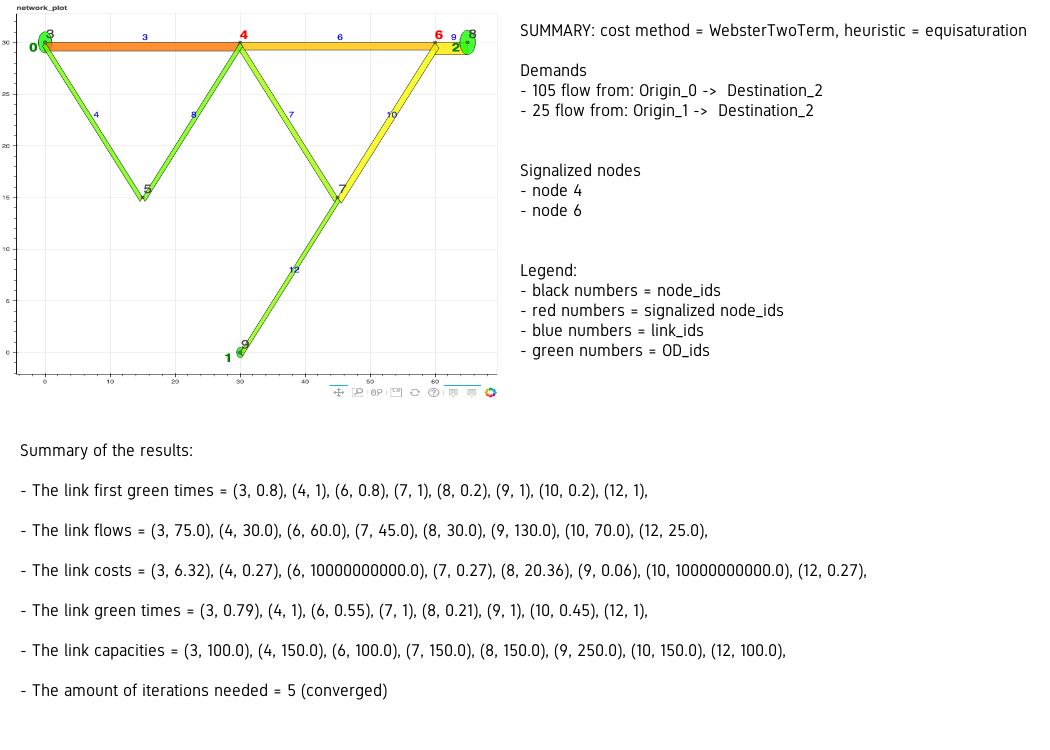 network_plot
3
0
3
4
6
6
9
8
2
4
8
7
10
5
7
12
9
1
30
25
20
15
10
5
0
0
10
20
30
40
50
60
SUMMARY: cost method = WebsterTwoTerm, heuristic = equisaturation
Demands
- 105 flow from: Origin_0 -> Destination_2
- 25 flow from: Origin_1 -> Destination_2
Signalized nodes
- node 4
- node 6
Legend:
- black numbers = node_ids
- red numbers = signalized node_ids
- blue numbers = link_ids
- green numbers = OD_ids
Summary of the results:
- The link first green times = (3, 0.8), (4, 1), (6, 0.8), (7, 1), (8, 0.2), (9, 1), (10, 0.2), (12, 1),
- The link flows = (3, 75.0), (4, 30.0), (6, 60.0), (7, 45.0), (8, 30.0), (9, 130.0), (10, 70.0), (12, 25.0),
- The link costs = (3, 6.32), (4, 0.27), (6, 10000000000.0), (7, 0.27), (8, 20.36), (9, 0.06), (10, 10000000000.0), (12, 0.27),
- The link green times = (3, 0.79), (4, 1), (6, 0.55), (7, 1), (8, 0.21), (9, 1), (10, 0.45), (12, 1),
- The link capacities = (3, 100.0), (4, 150.0), (6, 100.0), (7, 150.0), (8, 150.0), (9, 250.0), (10, 150.0), (12, 100.0),
- The amount of iterations needed = 5 (converged)